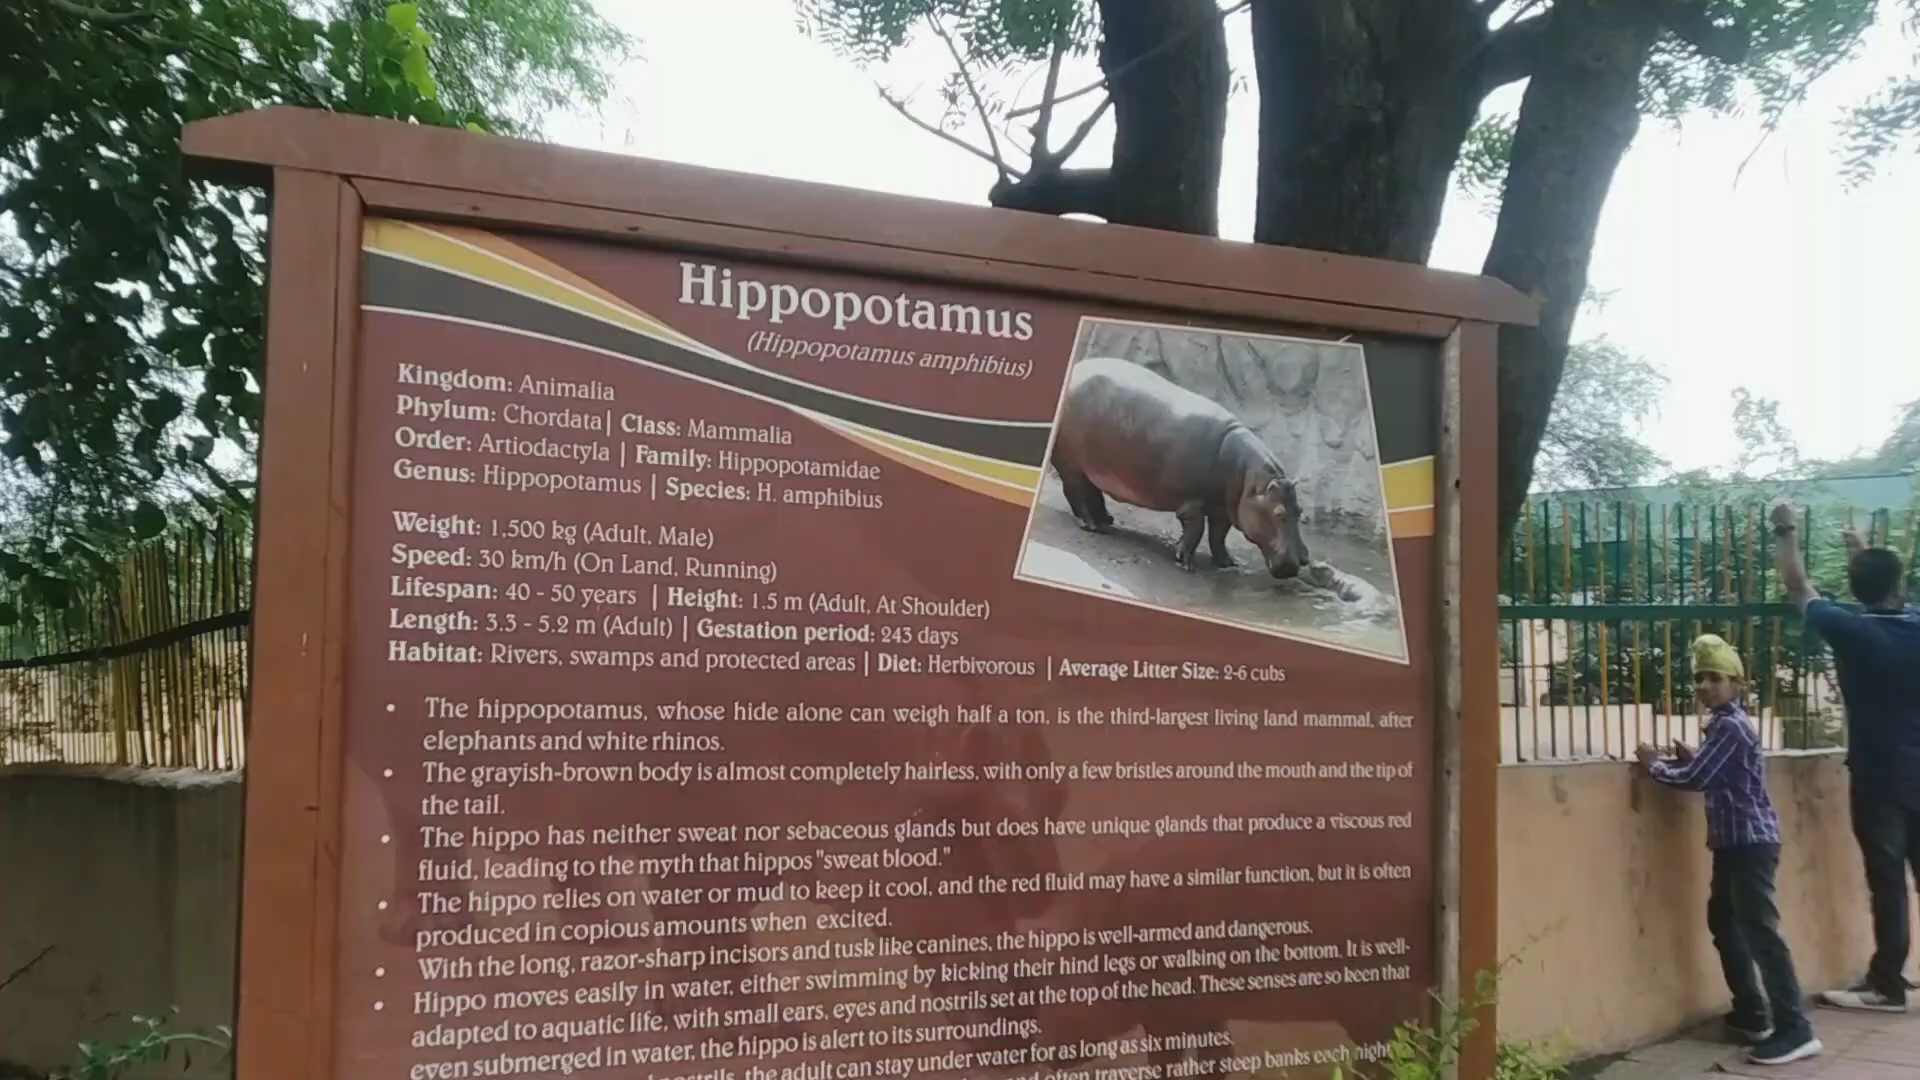 Hippopotamus
(Hippopotamus amphibius)
Kingdom: Animalia
Phylum: Chordata| Class: Mammalia
Order: Artiodactyla | Family: Hippopotamidae
Genus: Hippopotamus | Species: H. amphibius
Weight: 1,500 kg (Adult, Male)
Speed: 30 km/h (On Land, Running)
Lifespan: 40 - 50 years | Height: 1.5 m (Adult, At Shoulder)
Length: 3.3 - 5.2 m (Adult) | Gestation period: 243 days
Habitat: Rivers, swamps and protected areas | Diet: Herbivorous | Average Litter Size: 2-6 cubs
• The hippopotamus, whose hide alone can weigh half a ton, is the third-largest living land mammal, after
elephants and white rhinos.
• The grayish-brown body is almost completely hairless, with only a few bristles around the mouth and the tip of
the tail.
• The hippo has neither sweat nor sebaceous glands but does have unique glands that produce a viscous red
fluid, leading to the myth that hippos "sweat blood."
• The hippo relies on water or mud to keep it cool, and the red fluid may have a similar function, but it is often
produced in copious amounts when excited.
• With the long, razor-sharp incisors and tusk like canines, the hippo is well-armed and dangerous.
• Hippo moves easily in water, either swimming by kicking their hind legs or walking on the bottom. It is well-
adapted to aquatic life, with small ears, eyes and nostrils set at the top of the head. These senses are so keen that
even submerged in water, the hippo is alert to its surroundings.
the adult can stay under water for as long as six minutes.
often traverse rather steep banks each night